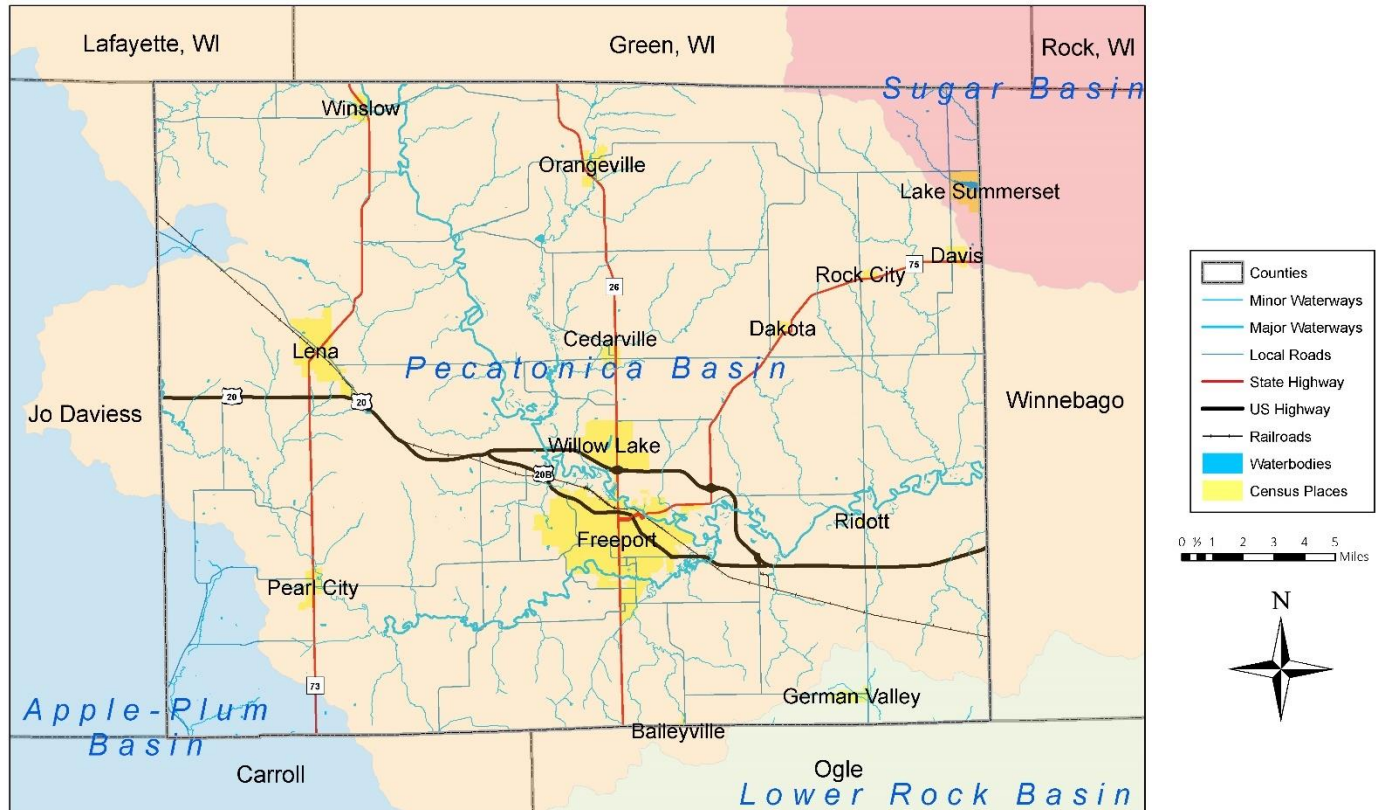 Lafayette, WI
Green, WI
Rock, WI
Sugar Basin
Winslow
Orangeville
Lake Summerset
Davis
75
Rock City
26
Dakota
Cedarville
Lena
Pecatonica Basin
20
20
Jo Daviess
Winnebago
Willow Lake
20B
Ridott
Freeport
Pearl City
73
German Valley
Apple-Plum
Basin
Baileyville
Carroll
Ogle
Lower Rock Basin
Counties
Minor Waterways
Major Waterways
Local Roads
State Highway
US Highway
Railroads
Waterbodies
Census Places
0 ½ 1 2 3 4 5
Miles
N